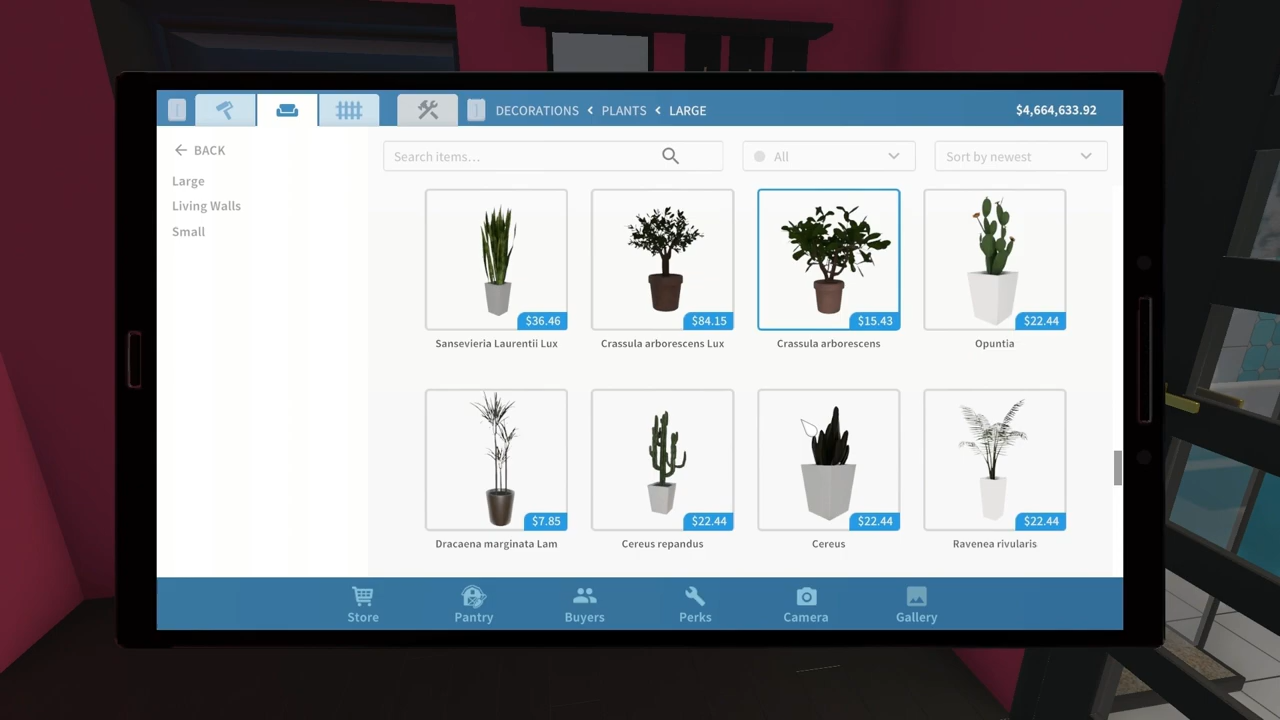 DECORATIONS < PLANTS < LARGE
$4,664,633.92
BACK
Large
Living Walls
Small
Search items...
All
Sort by newest
$36.46
$84.15
$15.43
$22.44
Sansevieria Laurentii Lux
Crassula arborescens Lux
Crassula arborescens
Opuntia
$7.85
$22.44
$22.44
$22.44
Dracaena marginata Lam
Cereus repandus
Cereus
Ravenea rivularis
Store
Pantry
Buyers
Perks
Camera
Gallery